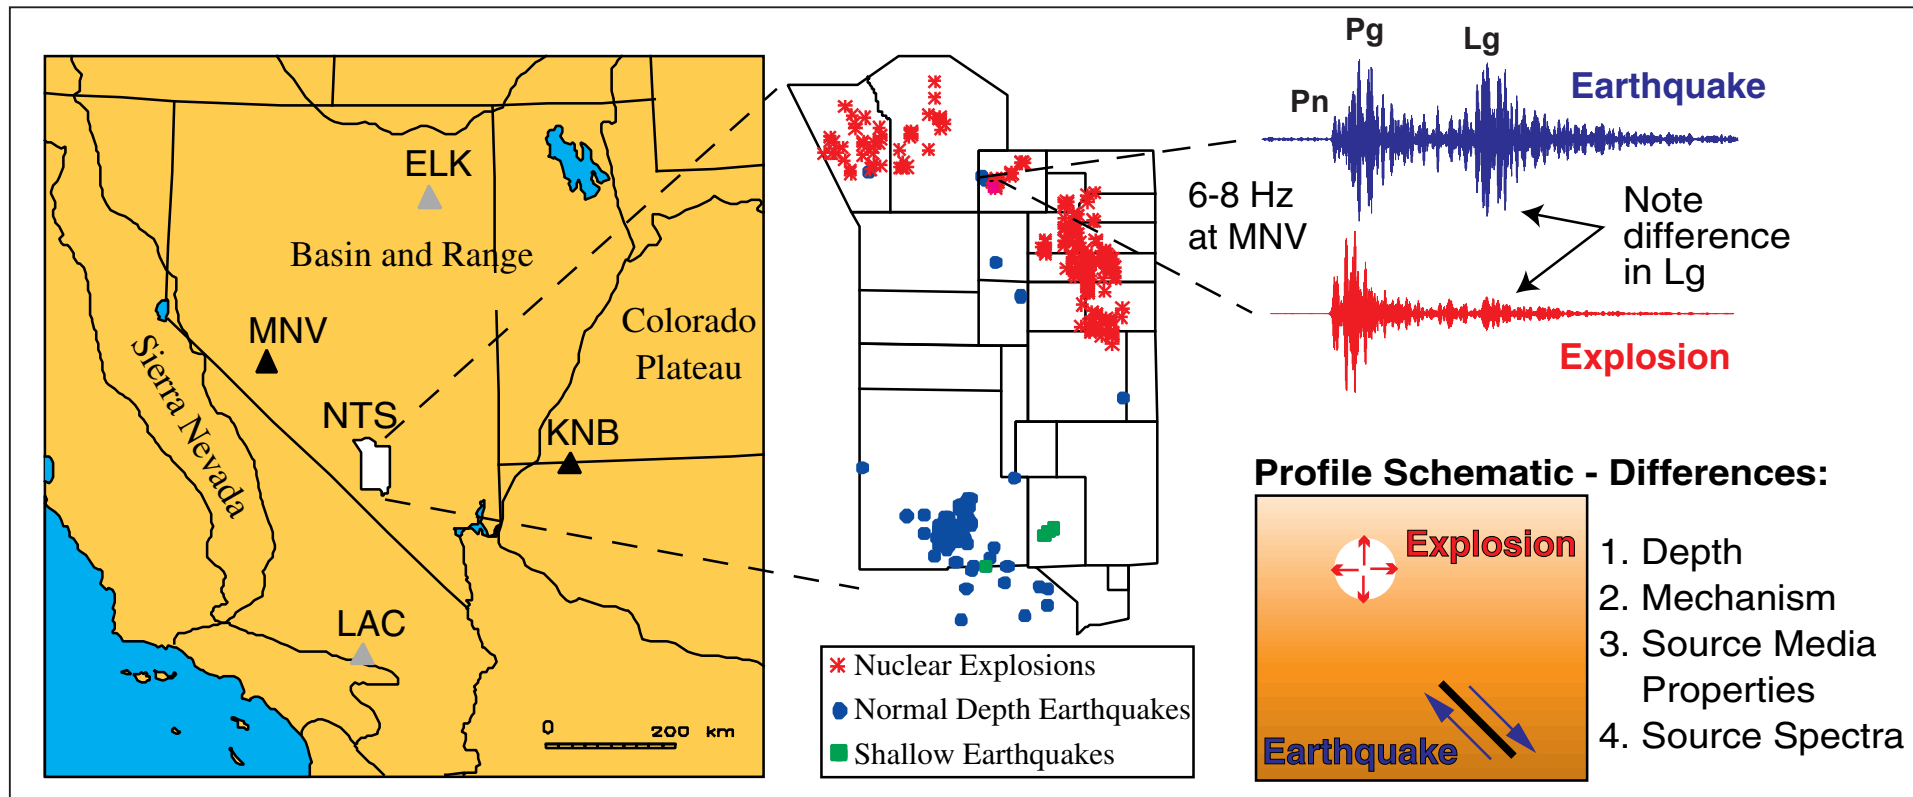 ELK
Basin and Range
MNV
Sierra Nevada
Colorado
Plateau
NTS
KNB
LAC
0 200 km
Nuclear Explosions
Normal Depth Earthquakes
Shallow Earthquakes
Pg
Lg
Pn
Earthquake
6-8 Hz
at MNV
Note
difference
in Lg
Explosion
Profile Schematic - Differences:
Explosion
Earthquake
1. Depth
2. Mechanism
3. Source Media
Properties
4. Source Spectra